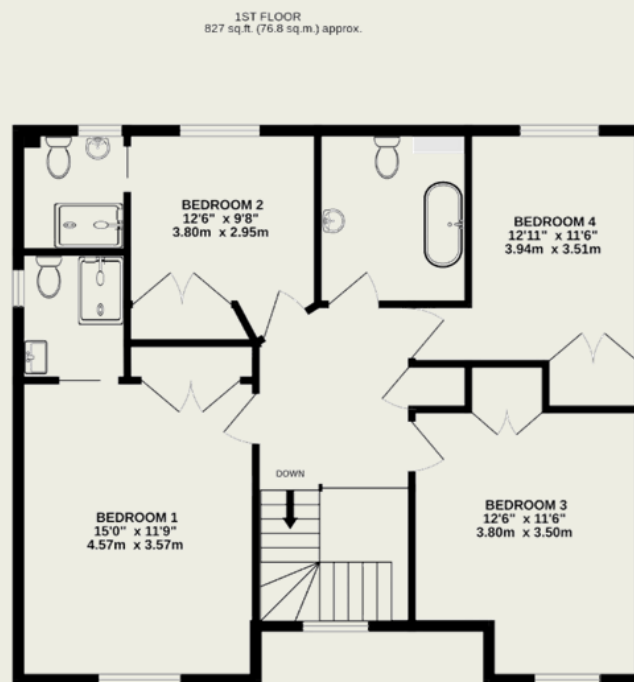 1ST FLOOR
827 sq.ft. (76.8 sq.m.) approx.
BEDROOM 2
12'6" x 9'8"
3.80m x 2.95m
BEDROOM 4
12'11" x 11'6"
3.94m x 3.51m
DOWN
BEDROOM 1
15'0" x 11'9"
4.57m x 3.57m
BEDROOM 3
12'6" x 11'6"
3.80m x 3.50m